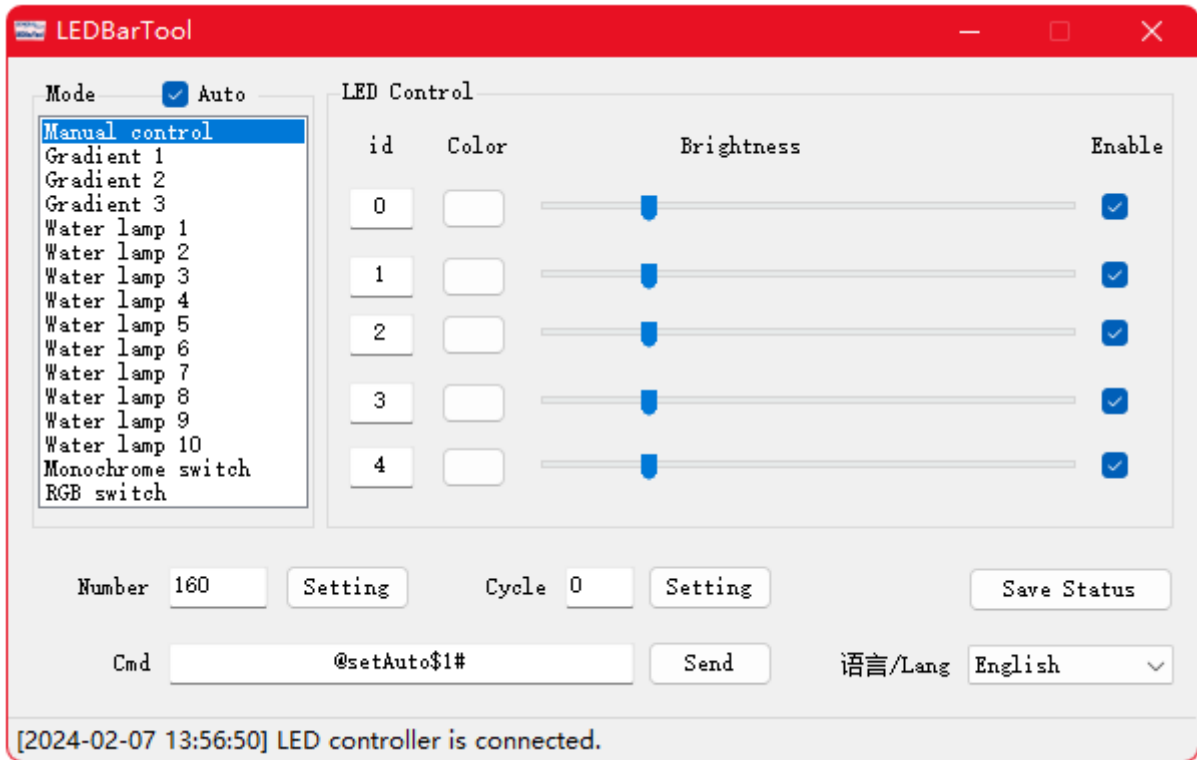 LEDBarTool
Mode Auto
Manual control
Gradient 1
Gradient 2
Gradient 3
Water lamp 1
Water lamp 2
Water lamp 3
Water lamp 4
Water lamp 5
Water lamp 6
Water lamp 7
Water lamp 8
Water lamp 9
Water lamp 10
Monochrome switch
RGB switch
LED Control
id Color Brightness Enable
0
1
2
3
4
Number 160 Setting Cycle 0 Setting Save Status
Cmd @setAuto$1# Send 语言/Lang English
[2024-02-07 13:56:50] LED controller is connected.